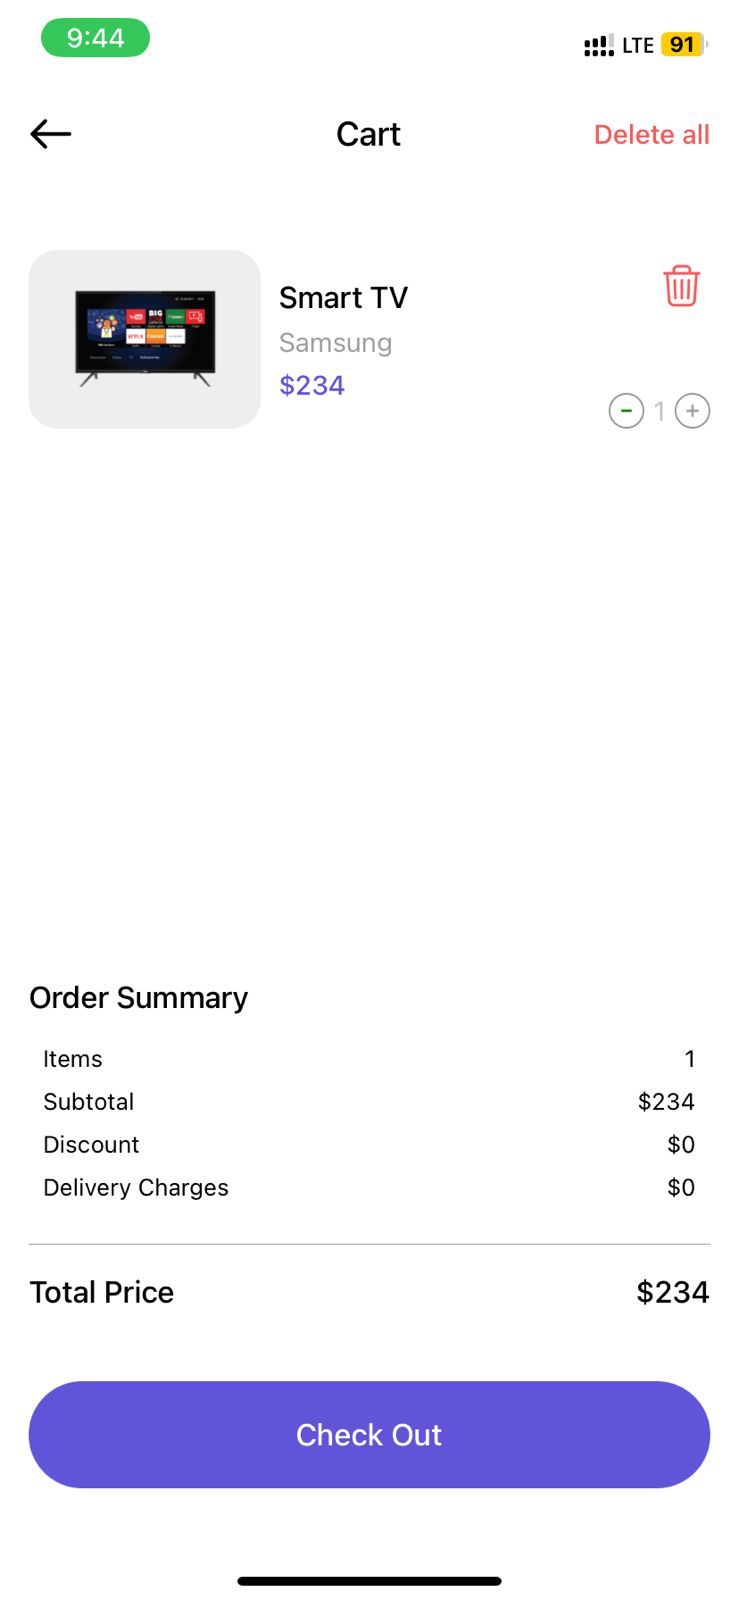 9:44
LTE 91
Cart
Delete all
BIG
Smart TV
Samsung
$234
- 1 +
Order Summary
Items 1
Subtotal $234
Discount $0
Delivery Charges $0
Total Price $234
Check Out